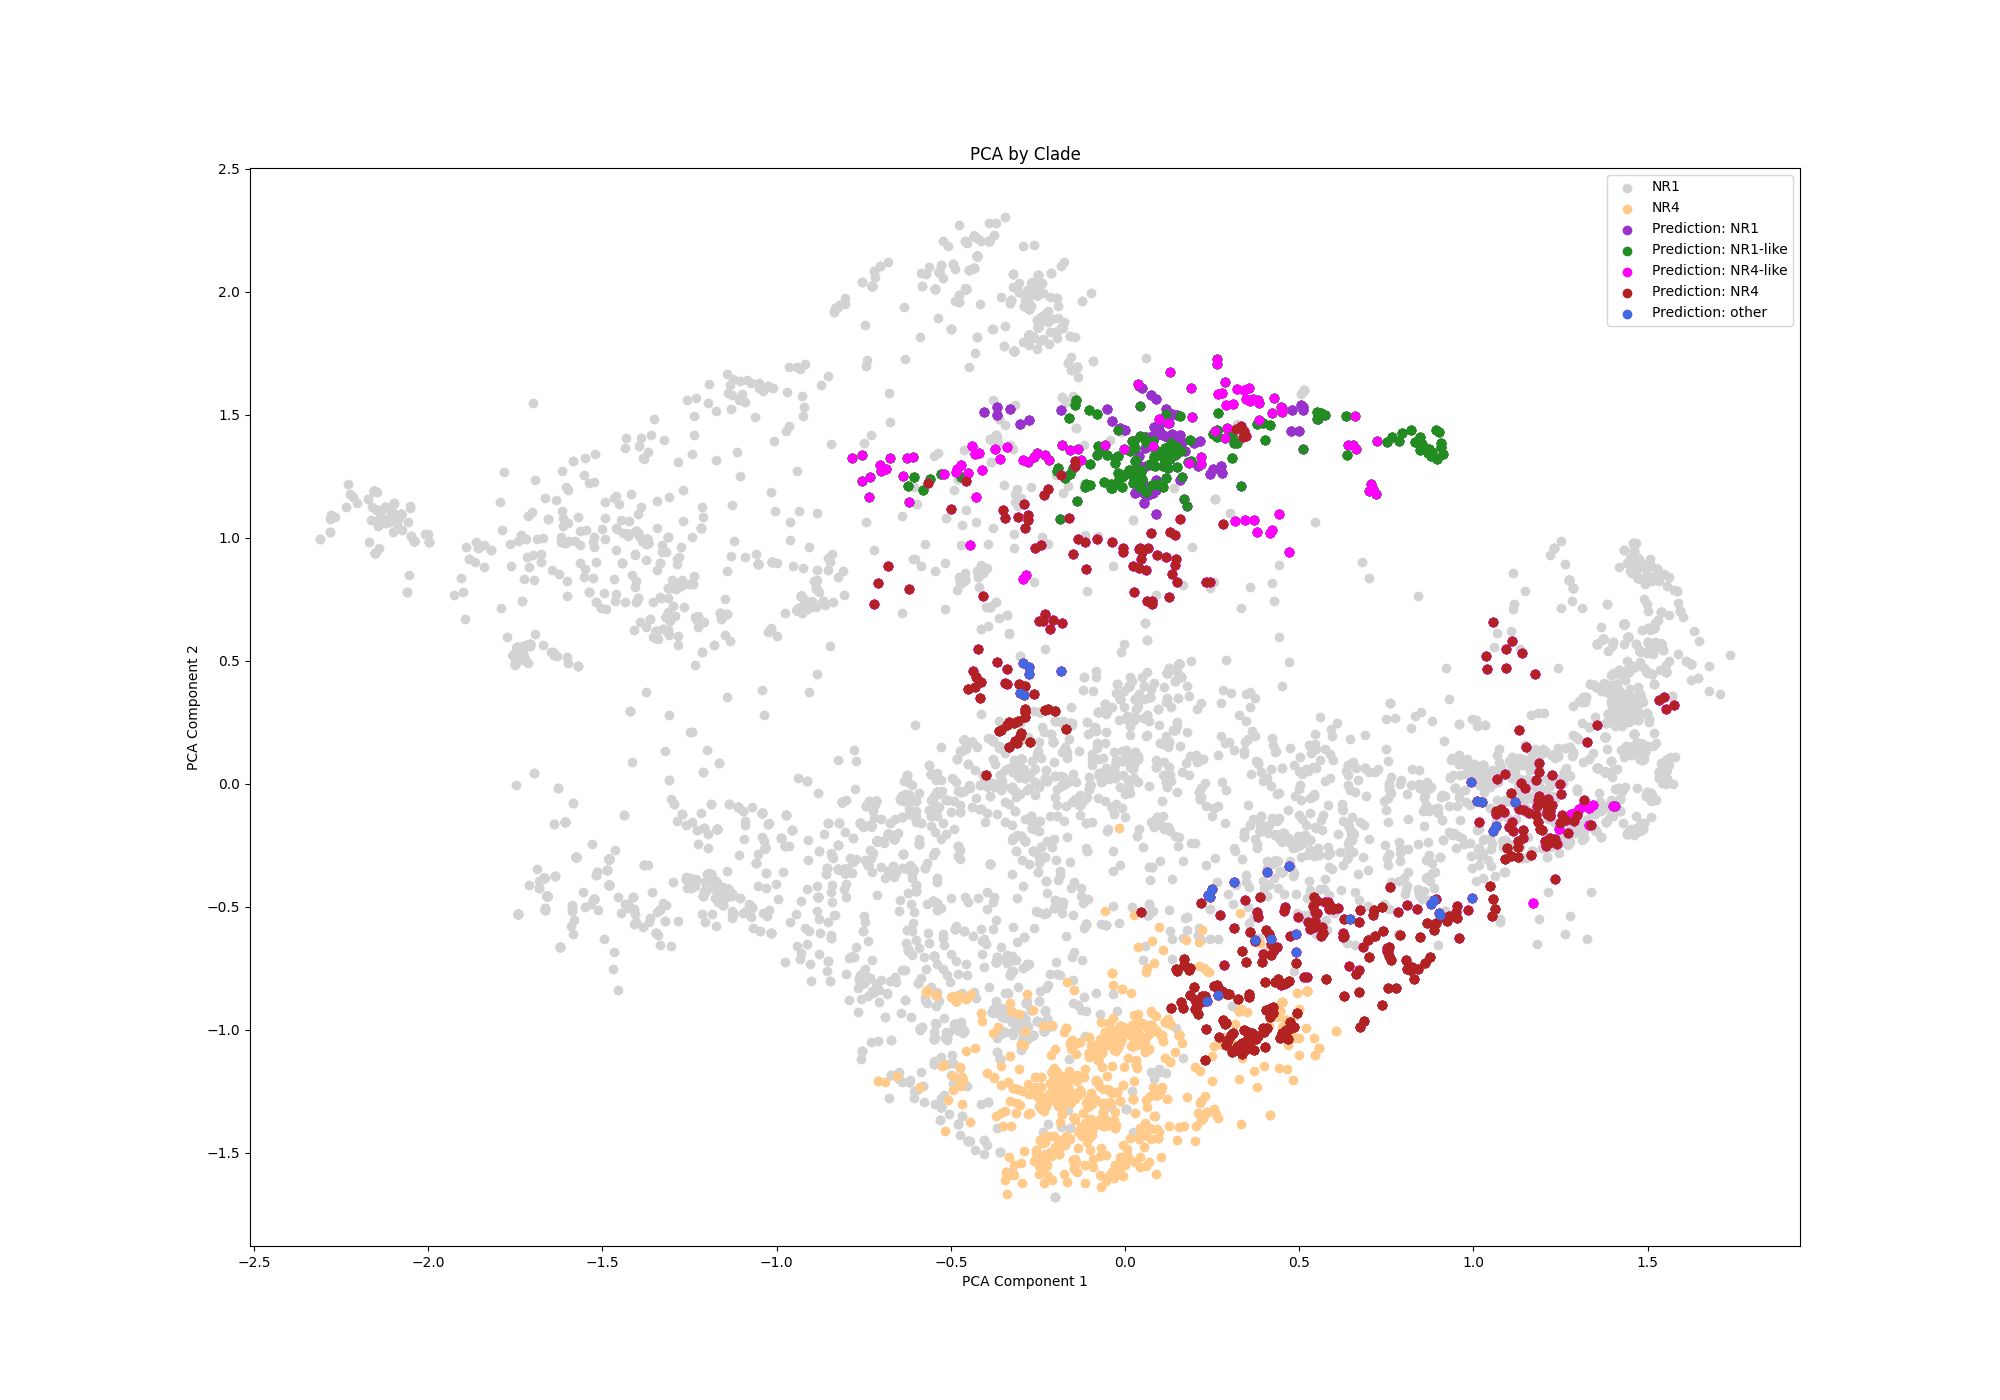 PCA by Clade
2.5
2.0
1.5
1.0
0.5
0.0
−0.5
−1.0
−1.5
PCA Component 2
−2.5
−2.0
−1.5
−1.0
−0.5
0.0
0.5
1.0
1.5
PCA Component 1
NR1
NR4
Prediction: NR1
Prediction: NR1-like
Prediction: NR4-like
Prediction: NR4
Prediction: other